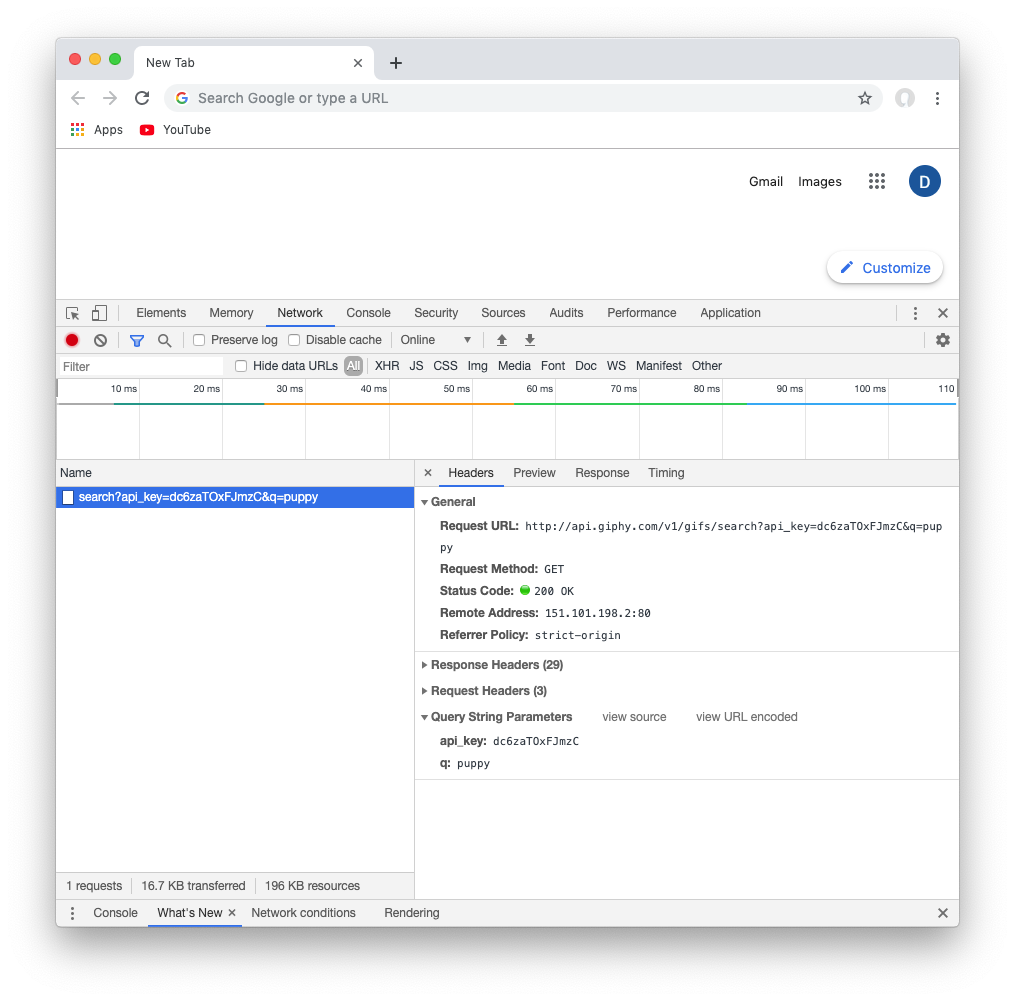 New Tab
Search Google or type a URL
Apps YouTube
Gmail Images D
Customize
Elements Memory Network Console Security Sources Audits Performance Application
Preserve log Disable cache Online
Filter Hide data URLs All XHR JS CSS Img Media Font Doc WS Manifest Other
10 ms 20 ms 30 ms 40 ms 50 ms 60 ms 70 ms 80 ms 90 ms 100 ms 110
Name
search?api_key=dc6zaTOxFJmzC&q=puppy
Headers Preview Response Timing
General
Request URL: http://api.giphy.com/v1/gifs/search?api_key=dc6zaTOxFJmzC&q=pup
py
Request Method: GET
Status Code: 200 OK
Remote Address: 151.101.198.2:80
Referrer Policy: strict-origin
Response Headers (29)
Request Headers (3)
Query String Parameters view source view URL encoded
api_key: dc6zaTOxFJmzC
q: puppy
1 requests 16.7 KB transferred 196 KB resources
Console What's New Network conditions Rendering